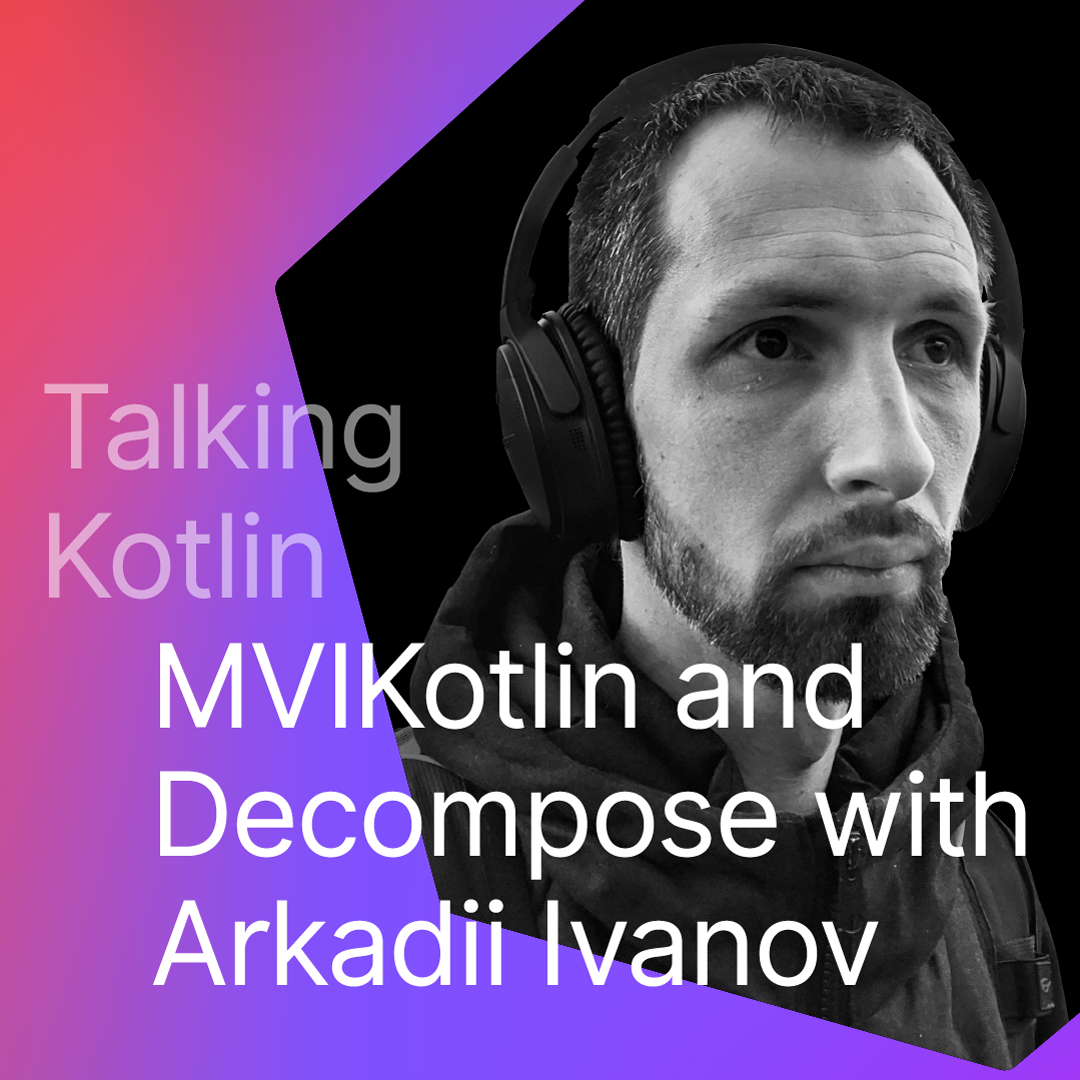 Talking
Kotlin
MVIKotlin and
Decompose with
Arkadii Ivanov